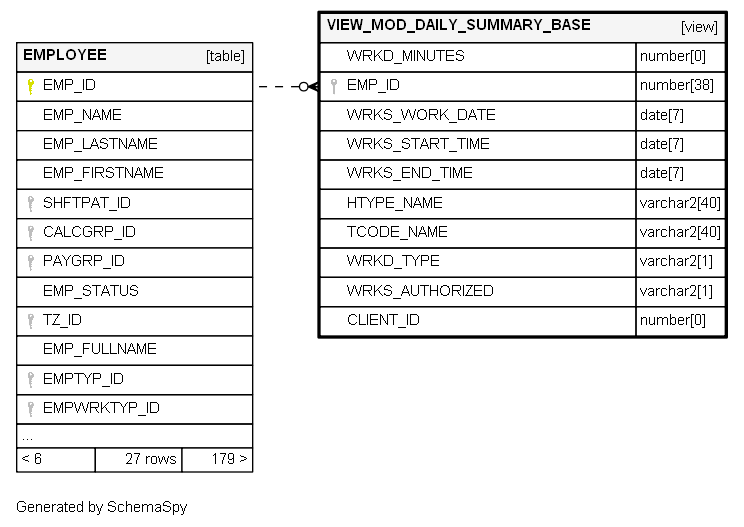 EMPLOYEE [table]
EMP_ID
EMP_NAME
EMP_LASTNAME
EMP_FIRSTNAME
SHFTPAT_ID
CALCGRP_ID
PAYGRP_ID
EMP_STATUS
TZ_ID
EMP_FULLNAME
EMPTYP_ID
EMPWRKTYP_ID
...
< 6 27 rows 179 >
VIEW_MOD_DAILY_SUMMARY_BASE [view]
WRKD_MINUTES number[0]
EMP_ID number[38]
WRKS_WORK_DATE date[7]
WRKS_START_TIME date[7]
WRKS_END_TIME date[7]
HTYPE_NAME varchar2[40]
TCODE_NAME varchar2[40]
WRKD_TYPE varchar2[1]
WRKS_AUTHORIZED varchar2[1]
CLIENT_ID number[0]
Generated by SchemaSpy